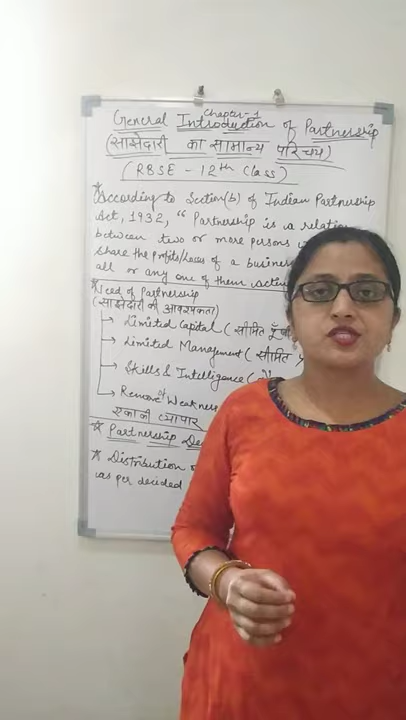 Chapter-1
General Introduction of Partnership
(साझेदारी का सामान्य परिचय)
(RBSE - 12th Class)
* According to Section(b) of Indian Partnership
Act, 1932, "Partnership is a relation
between two or more persons
share the profits/loss of a business
all or any one of them acting
* Need of Partnership
(साझेदारी की आवश्यकता)
→ Limited Capital (सीमित
→ Limited Management (सीमित
→ Skills & Intelligence (
→ Remove of Weakness
एकाकी व्यापार
* Partnership
* Distribution
as per decided